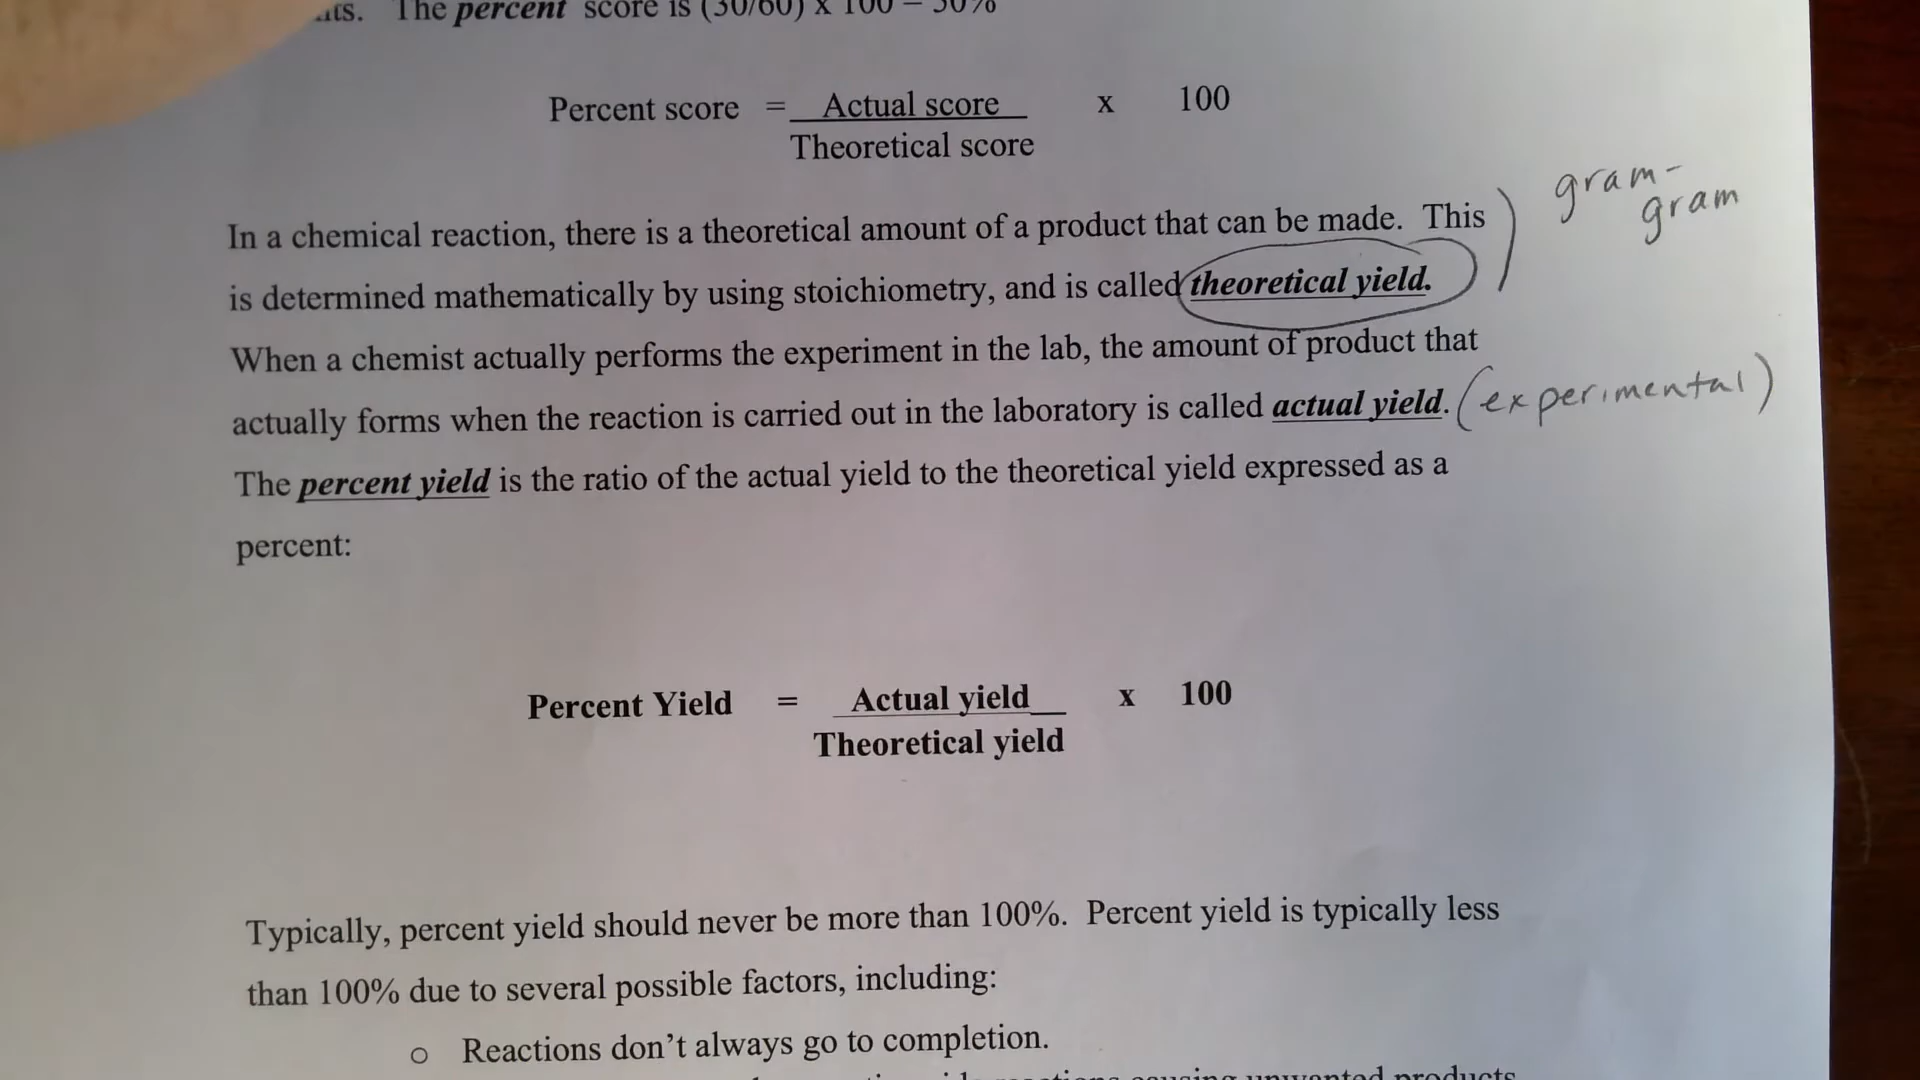 The percent score is (30/60) x 100 = 50%
Percent score = Actual score x 100
Theoretical score
In a chemical reaction, there is a theoretical amount of a product that can be made. This
gram-
gram
is determined mathematically by using stoichiometry, and is called theoretical yield.
When a chemist actually performs the experiment in the lab, the amount of product that
actually forms when the reaction is carried out in the laboratory is called actual yield. (experimental)
The percent yield is the ratio of the actual yield to the theoretical yield expressed as a
percent:
Percent Yield = Actual yield x 100
Theoretical yield
Typically, percent yield should never be more than 100%. Percent yield is typically less
than 100% due to several possible factors, including:
o Reactions don't always go to completion.
causing unwanted products